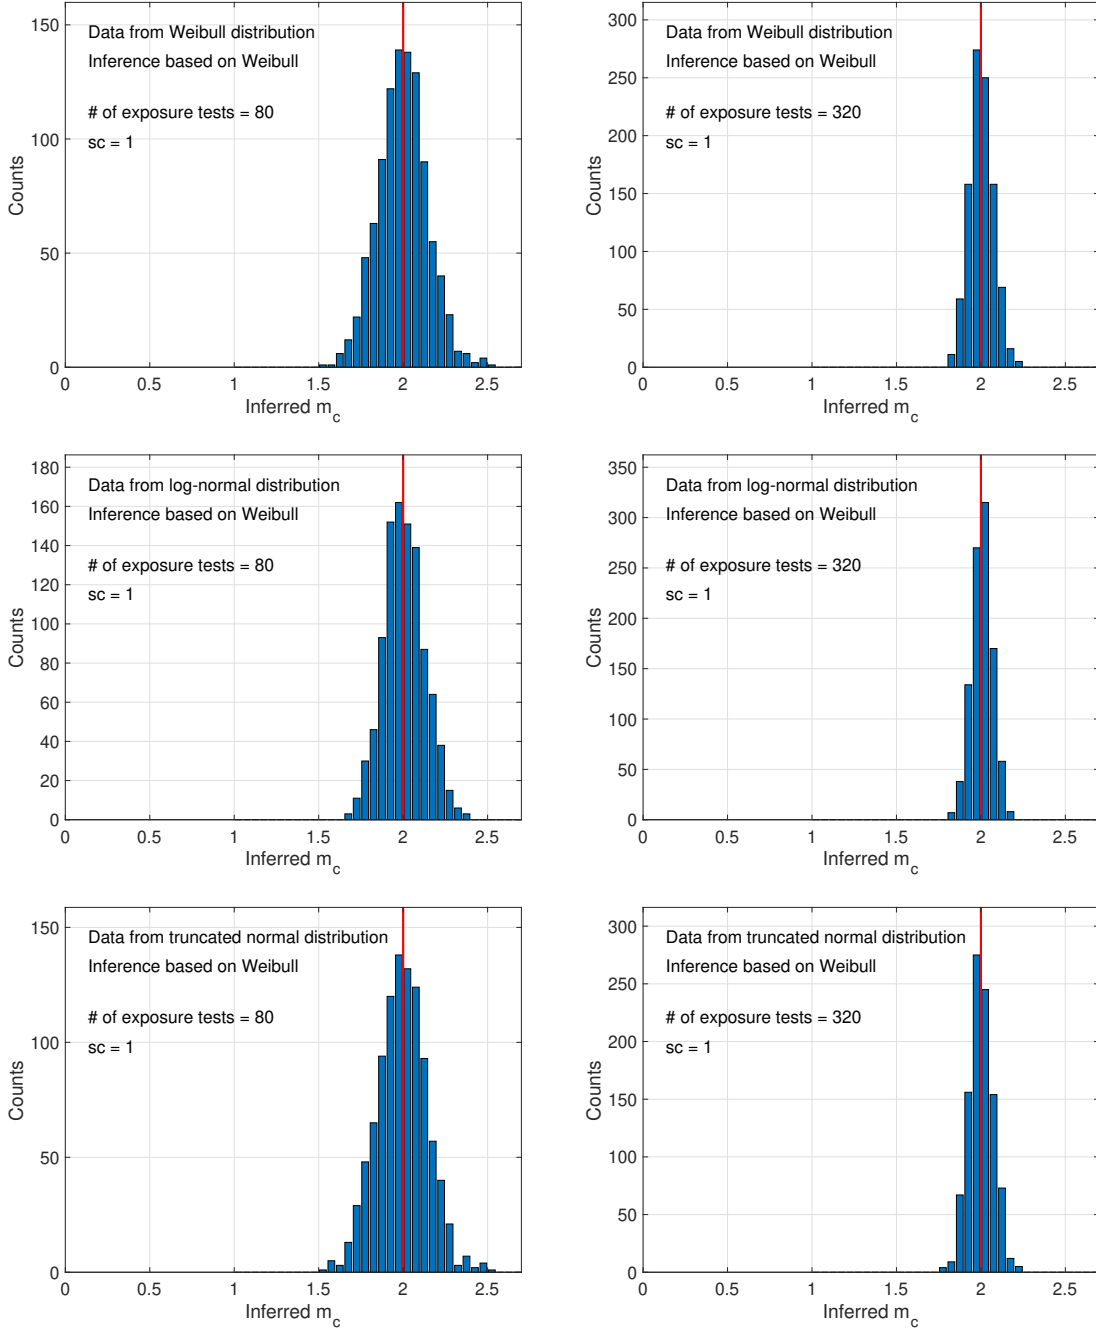 150
100
50
0
Counts
Data from Weibull distribution
Inference based on Weibull
# of exposure tests = 80
sc = 1
0 0.5 1 1.5 2 2.5
Inferred m_c
300
250
200
150
100
50
0
Counts
Data from Weibull distribution
Inference based on Weibull
# of exposure tests = 320
sc = 1
0 0.5 1 1.5 2 2.5
Inferred m_c
180
160
140
120
100
80
60
40
20
0
Counts
Data from log-normal distribution
Inference based on Weibull
# of exposure tests = 80
sc = 1
0 0.5 1 1.5 2 2.5
Inferred m_c
350
300
250
200
150
100
50
0
Counts
Data from log-normal distribution
Inference based on Weibull
# of exposure tests = 320
sc = 1
0 0.5 1 1.5 2 2.5
Inferred m_c
150
100
50
0
Counts
Data from truncated normal distribution
Inference based on Weibull
# of exposure tests = 80
sc = 1
0 0.5 1 1.5 2 2.5
Inferred m_c
300
250
200
150
100
50
0
Counts
Data from truncated normal distribution
Inference based on Weibull
# of exposure tests = 320
sc = 1
0 0.5 1 1.5 2 2.5
Inferred m_c